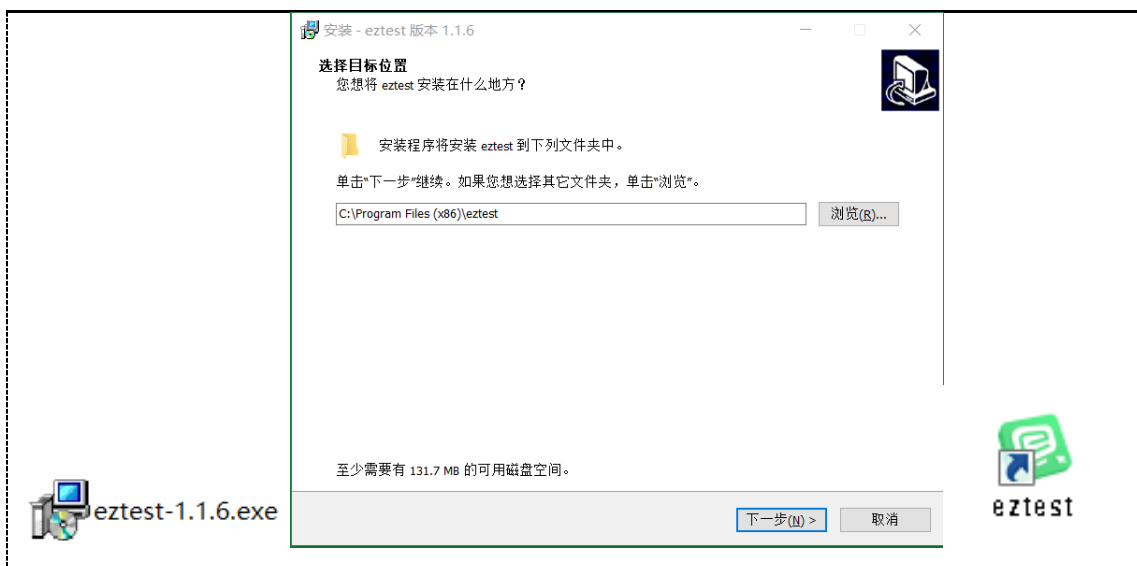 安装 - eztest 版本 1.1.6
选择目标位置
您想将 eztest 安装在什么地方？
安装程序将安装 eztest 到下列文件夹中。
单击“下一步”继续。如果您想选择其它文件夹，单击“浏览”。
C:\Program Files (x86)\eztest
浏览(R)...
至少需要有 131.7 MB 的可用磁盘空间。
eztest-1.1.6.exe
下一步(N) >
取消
eztest